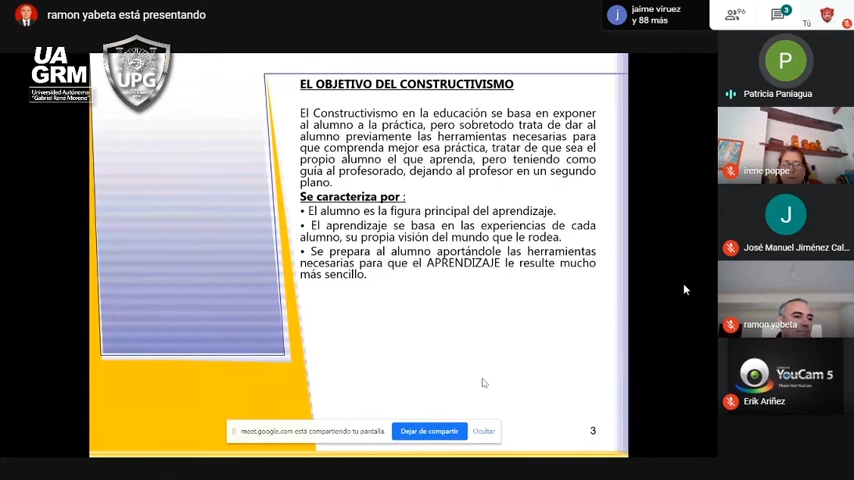 ramon yabeta está presentando
jaime viruez
y 88 más
96
3
Tú
j
UA
GRM
Universidad Autónoma
"Gabriel René Moreno"
UPG
EL OBJETIVO DEL CONSTRUCTIVISMO
El Constructivismo en la educación se basa en exponer
al alumno a la práctica, pero sobretodo trata de dar al
alumno previamente las herramientas necesarias para
que comprenda mejor esa práctica, tratar de que sea el
propio alumno el que aprenda, pero teniendo como
guía al profesorado, dejando al profesor en un segundo
plano.
Se caracteriza por :
• El alumno es la figura principal del aprendizaje.
• El aprendizaje se basa en las experiencias de cada
alumno, su propia visión del mundo que le rodea.
• Se prepara al alumno aportándole las herramientas
necesarias para que el APRENDIZAJE le resulte mucho
más sencillo.
meet.google.com está compartiendo tu pantalla.
Dejar de compartir
Ocultar
3
P
Patricia Paniagua
irene poppe
J
José Manuel Jiménez Cal...
ramon yabeta
YouCam 5
Please Start YouCam
Erik Ariñez